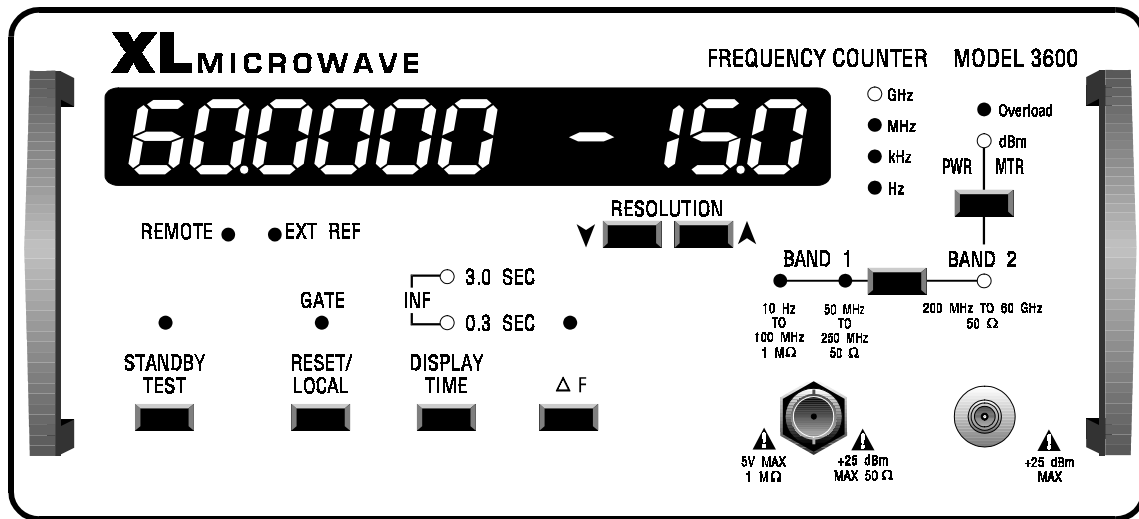 XL MICROWAVE
FREQUENCY COUNTER MODEL 3600
60.0000 - 15.0
GHz
MHz
kHz
Hz
Overload
dBm
PWR MTR
REMOTE
EXT REF
RESOLUTION
BAND 1
BAND 2
10 Hz
TO
100 MHz
1 MΩ
50 MHz
TO
250 MHz
50 Ω
200 MHz TO 60 GHz
50 Ω
INF
3.0 SEC
0.3 SEC
GATE
STANDBY
TEST
RESET/
LOCAL
DISPLAY
TIME
Δ F
5V MAX
1 MΩ
+25 dBm
MAX 50 Ω
+25 dBm
MAX